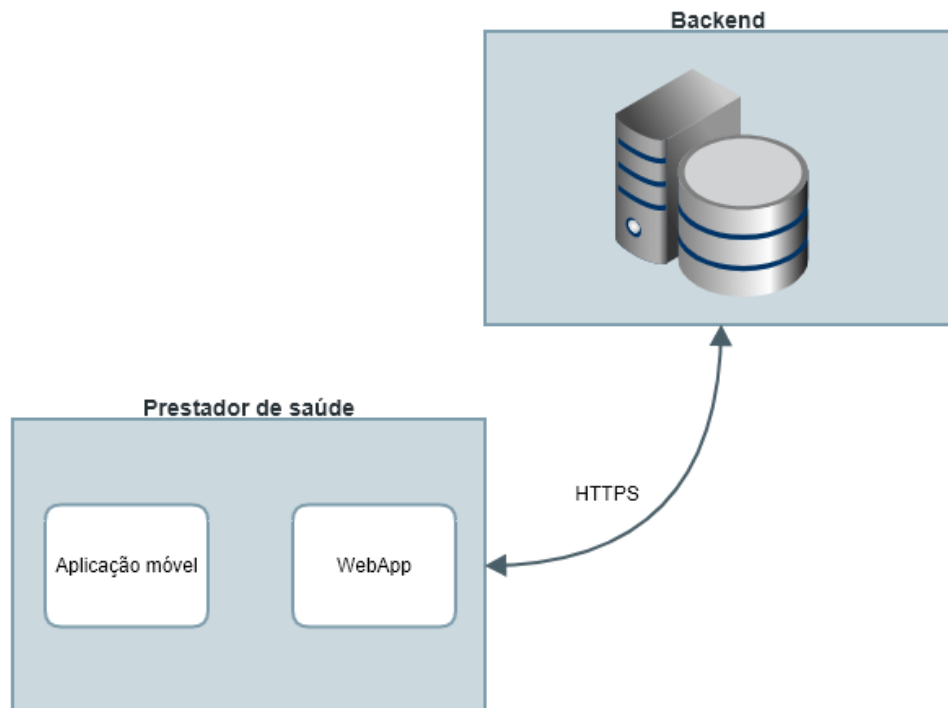 Backend
Prestador de saúde
HTTPS
Aplicação móvel
WebApp